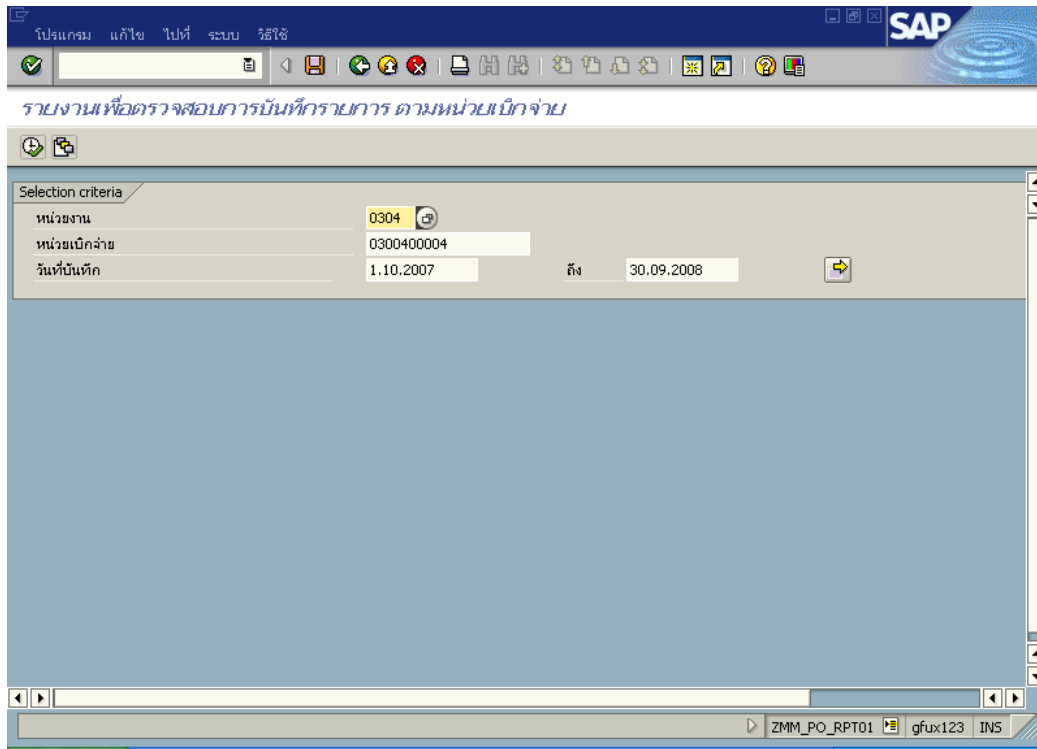 โปรแกรม แก้ไข ไปที่ ระบบ วิธีใช้
SAP
รายงานเพื่อตรวจสอบการบันทึกรายการ ตามหน่วยเบิกจ่าย
Selection criteria
หน่วยงาน 0304
หน่วยเบิกจ่าย 0300400004
วันที่บันทึก 1.10.2007 ถึง 30.09.2008
ZMM_PO_RPT01 gfux123 INS